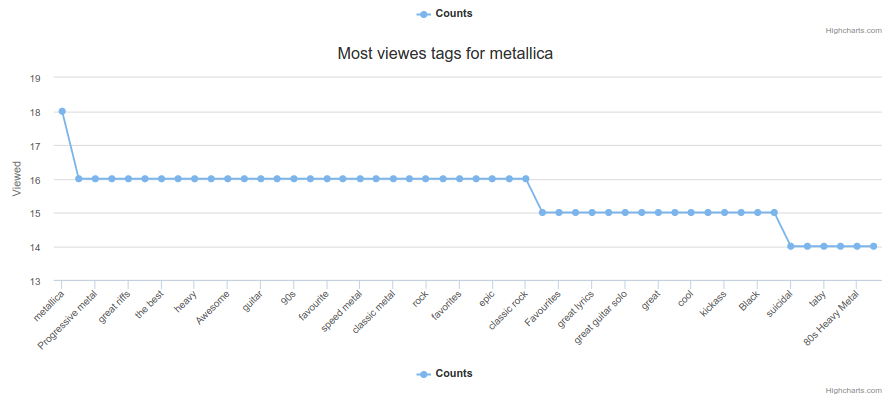 Counts
Highcharts.com
Most viewes tags for metallica
19
18
17
16
15
14
13
Viewed
metallica
Progressive metal
great riffs
the best
heavy
Awesome
guitar
90s
favourite
speed metal
classic metal
rock
favorites
epic
classic rock
Favourites
great lyrics
great guitar solo
great
cool
kickass
Black
suicidal
taby
80s Heavy Metal
Counts
Highcharts.com